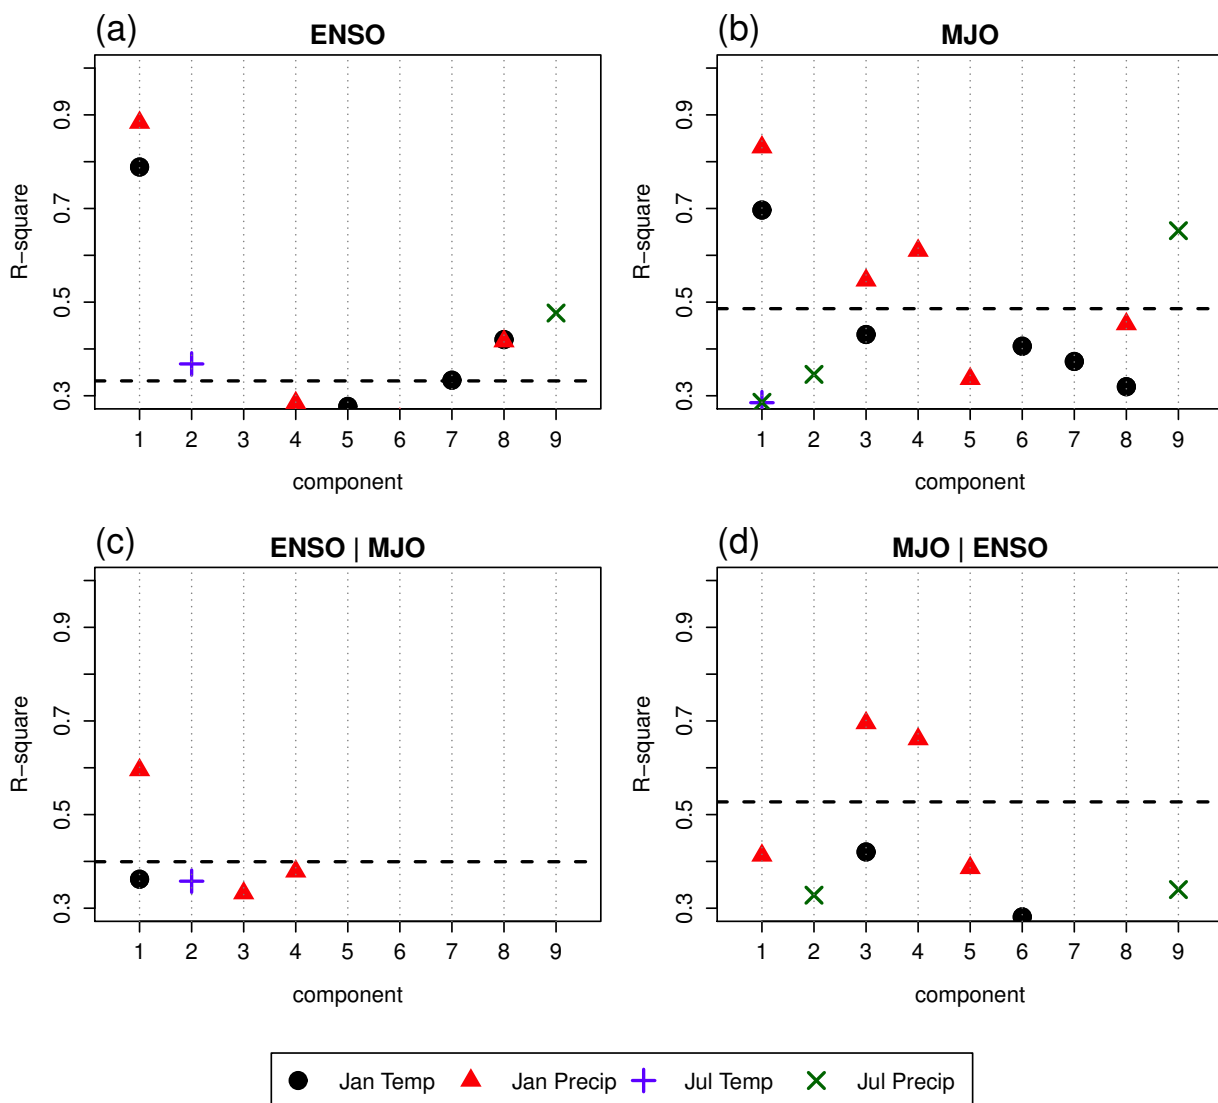 (a) ENSO
R-square
0.3 0.5 0.7 0.9
1 2 3 4 5 6 7 8 9
component
(b) MJO
R-square
0.3 0.5 0.7 0.9
1 2 3 4 5 6 7 8 9
component
(c) ENSO | MJO
R-square
0.3 0.5 0.7 0.9
1 2 3 4 5 6 7 8 9
component
(d) MJO | ENSO
R-square
0.3 0.5 0.7 0.9
1 2 3 4 5 6 7 8 9
component
Jan Temp Jan Precip Jul Temp Jul Precip